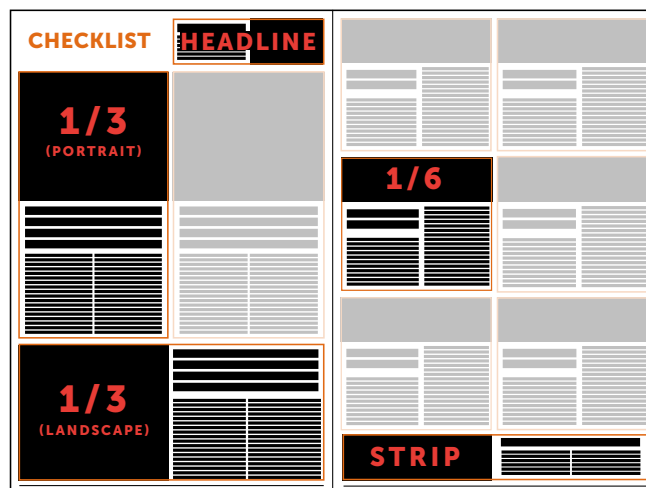 CHECKLIST
HEADLINE
1/3
(PORTRAIT)
1/3
(LANDSCAPE)
1/6
STRIP